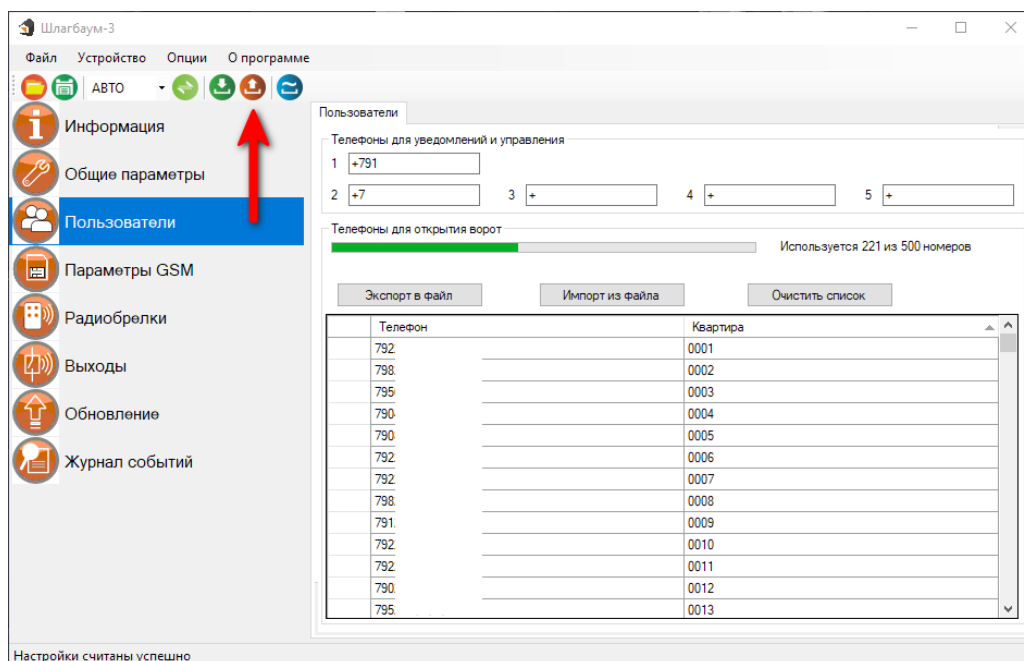 Шлагбаум-3
Файл Устройство Опции О программе
АВТО
Информация
Общие параметры
Пользователи
Параметры GSM
Радиобрелки
Выходы
Обновление
Журнал событий
Пользователи
Телефоны для уведомлений и управления
1 +791
2 +7 3 + 4 + 5 +
Телефоны для открытия ворот
Используется 221 из 500 номеров
Экспорт в файл Импорт из файла Очистить список
Телефон Квартира
792 0001
798 0002
795 0003
790 0004
790 0005
792 0006
792 0007
798 0008
791 0009
792 0010
792 0011
790 0012
795 0013
Настройки считаны успешно